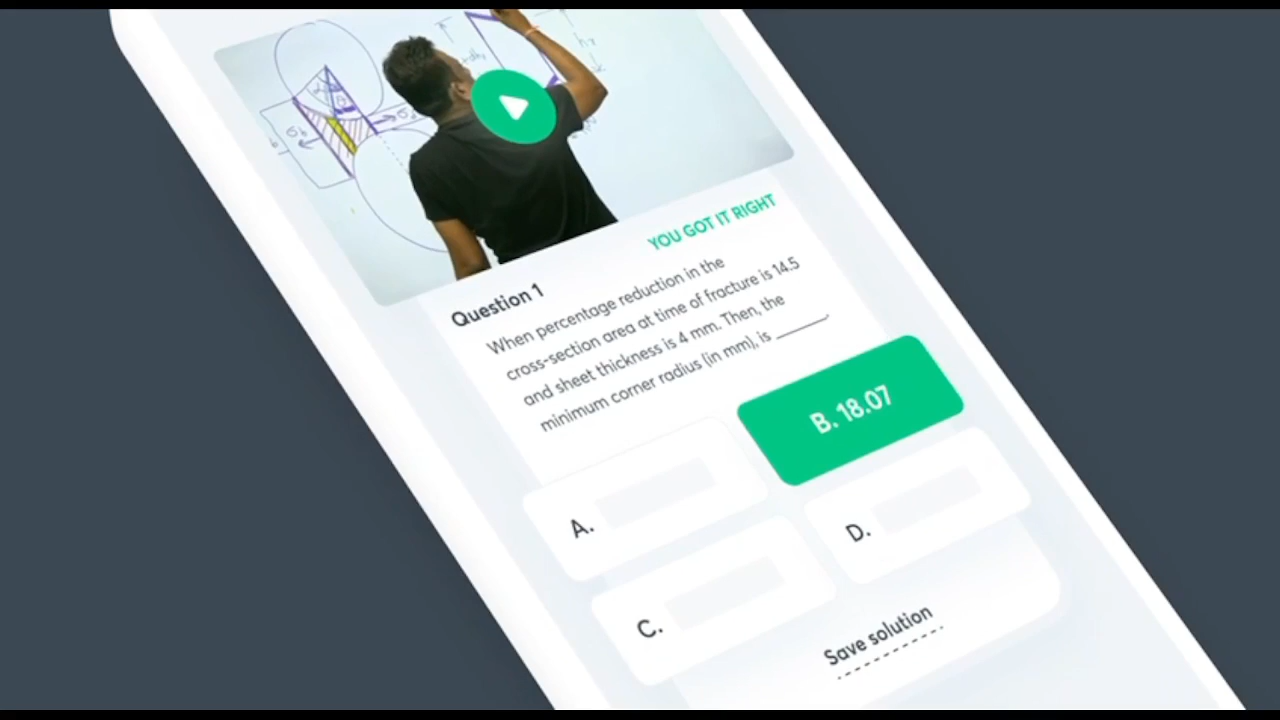 YOU GOT IT RIGHT
Question 1
When percentage reduction in the
cross-section area at time of fracture is 14.5
and sheet thickness is 4 mm. Then, the
minimum corner radius (in mm), is _______.
A.
B. 18.07
C.
D.
Save solution